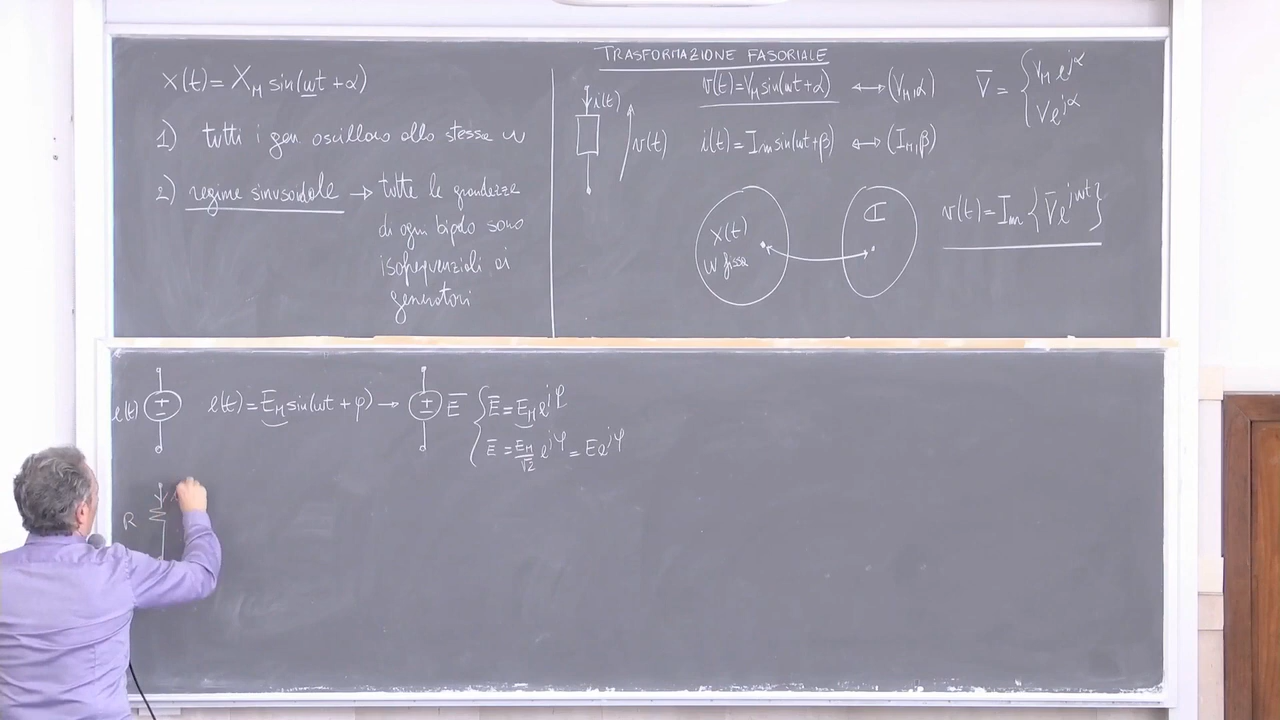 x(t) = X_M sin(ωt + α)
1) tutti i gen. oscillano alla stessa ω
2) regime sinusoidale → tutte le grandezze
di ogni bipolo sono
isofrequenziali ai
generatori
TRASFORMAZIONE FASORIALE
i(t)
v(t)
v(t) = V_M sin(ωt + α) ↔ (V_M, α)
i(t) = I_M sin(ωt + β) ↔ (I_M, β)
V̄ = { V_M e^{jα}
V e^{jα}
x(t)
ω fissa
ℂ
v(t) = Im { V̄ e^{jωt} }
e(t)
±
e(t) = E_M sin(ωt + φ) →
±
Ē
{ Ē = E_M e^{jφ}
Ē = E_M/√2 e^{jφ} = E e^{jφ}
R